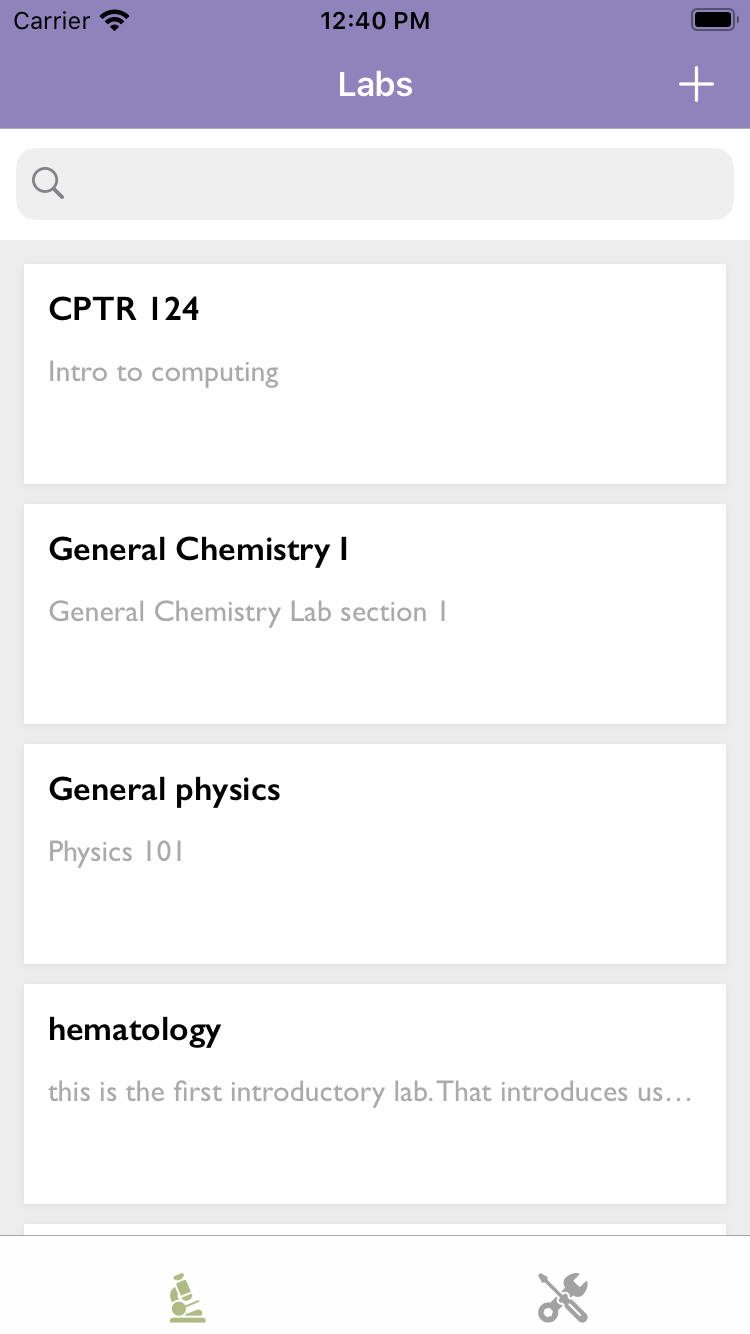 Carrier 12:40 PM
Labs
CPTR 124
Intro to computing
General Chemistry I
General Chemistry Lab section 1
General physics
Physics 101
hematology
this is the first introductory lab. That introduces us…